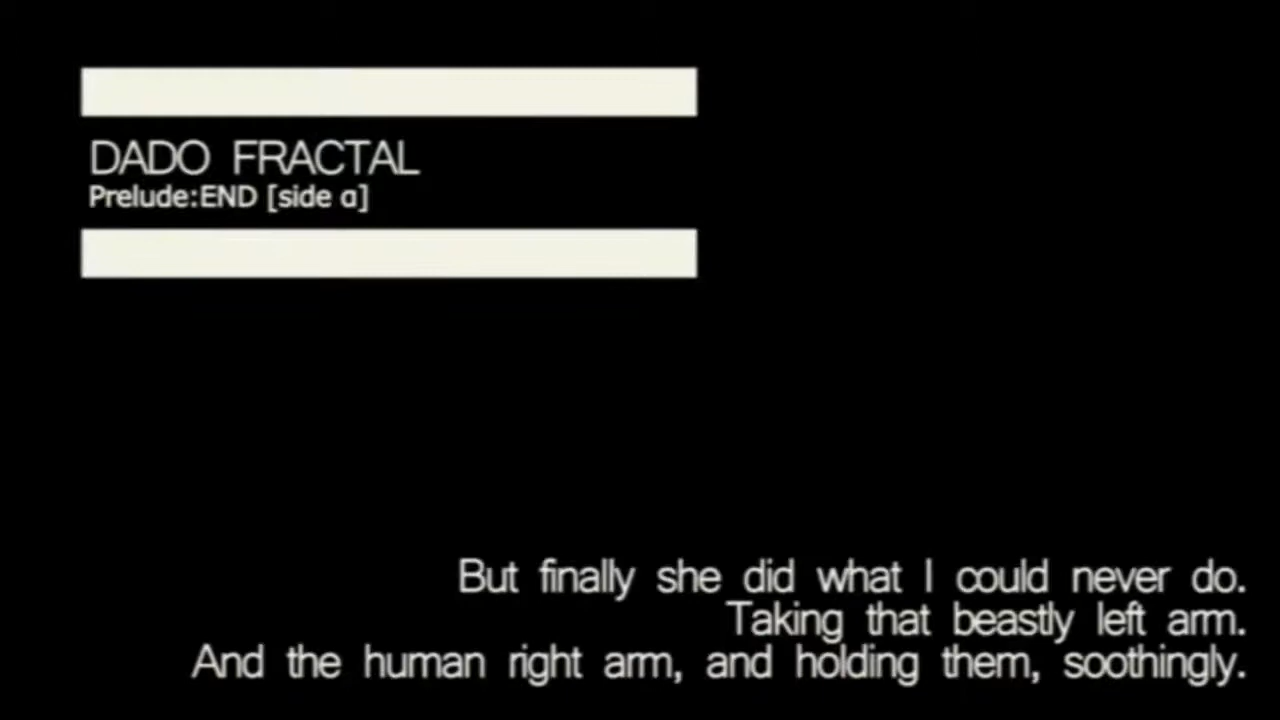 DADO FRACTAL
Prelude:END [side α]
But finally she did what I could never do.
Taking that beastly left arm.
And the human right arm, and holding them, soothingly.